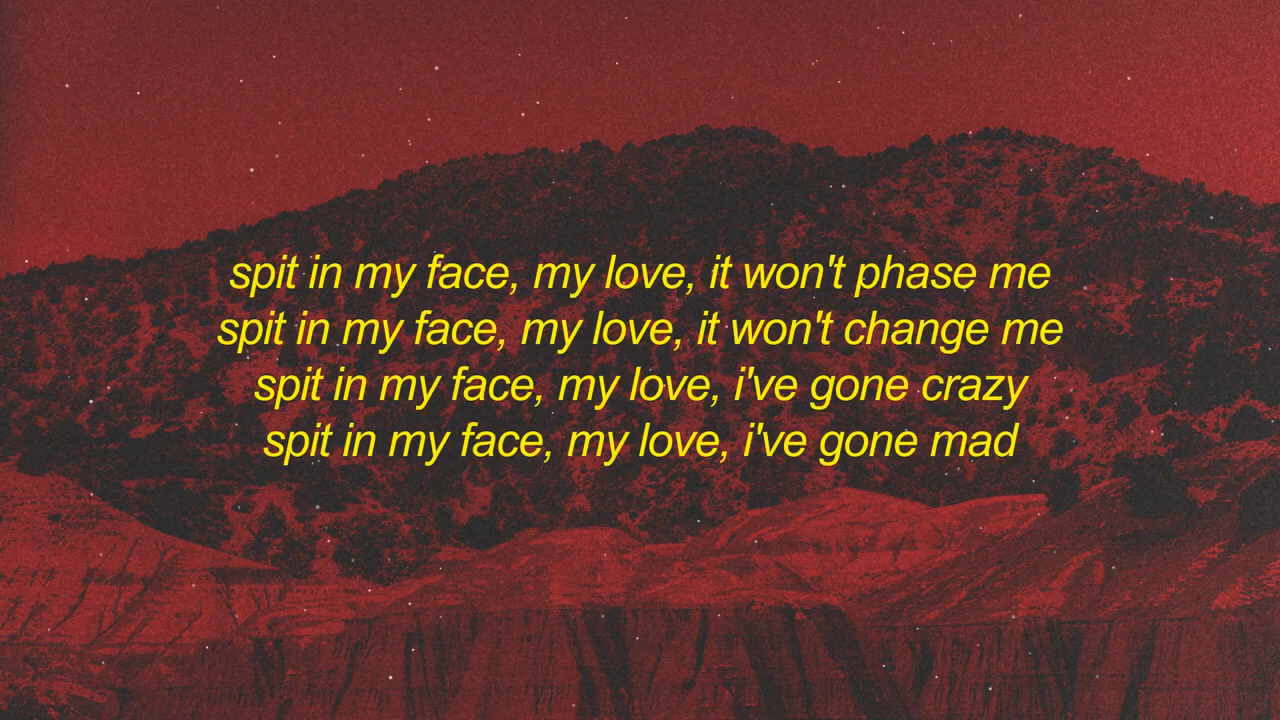 spit in my face, my love, it won't phase me
spit in my face, my love, it won't change me
spit in my face, my love, i've gone crazy
spit in my face, my love, i've gone mad